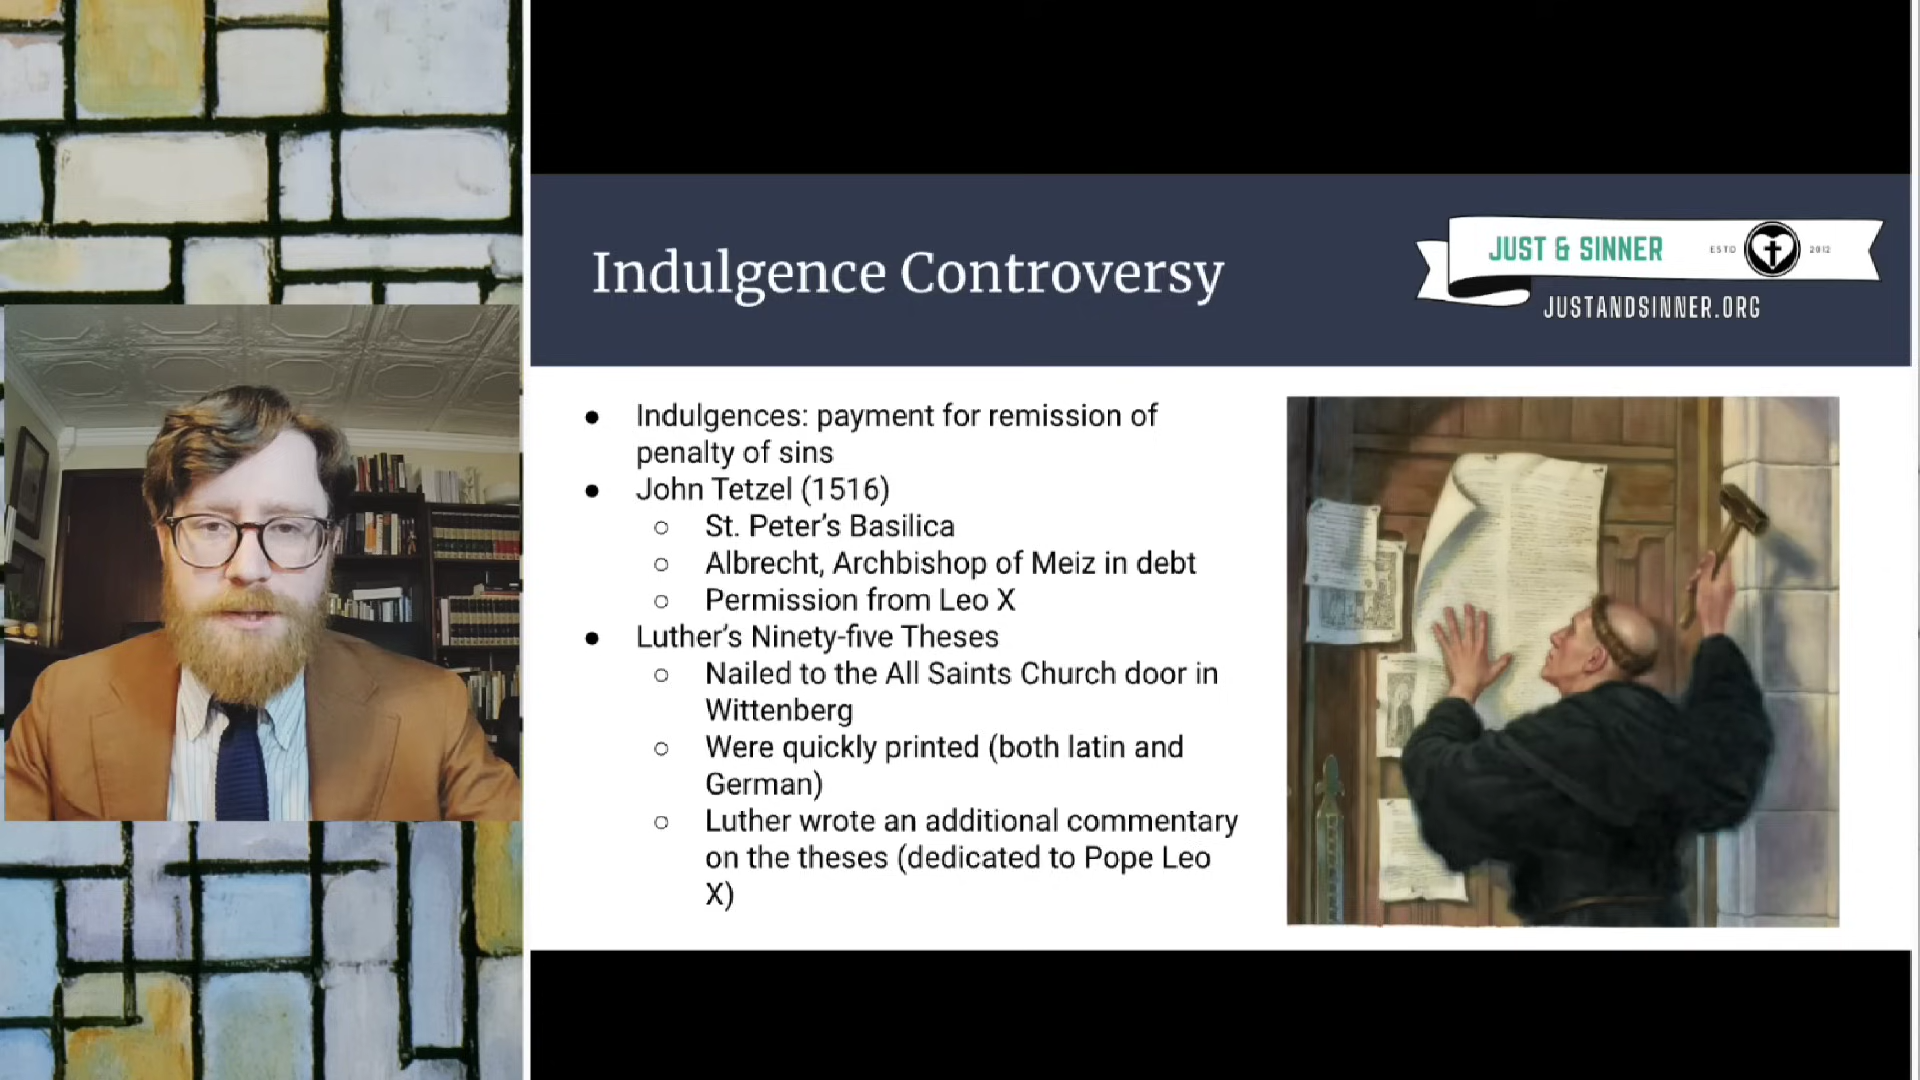 Indulgence Controversy
JUST & SINNER
ESTD 2012
JUSTANDSINNER.ORG
● Indulgences: payment for remission of
penalty of sins
● John Tetzel (1516)
○ St. Peter’s Basilica
○ Albrecht, Archbishop of Meiz in debt
○ Permission from Leo X
● Luther’s Ninety-five Theses
○ Nailed to the All Saints Church door in
Wittenberg
○ Were quickly printed (both latin and
German)
○ Luther wrote an additional commentary
on the theses (dedicated to Pope Leo
X)